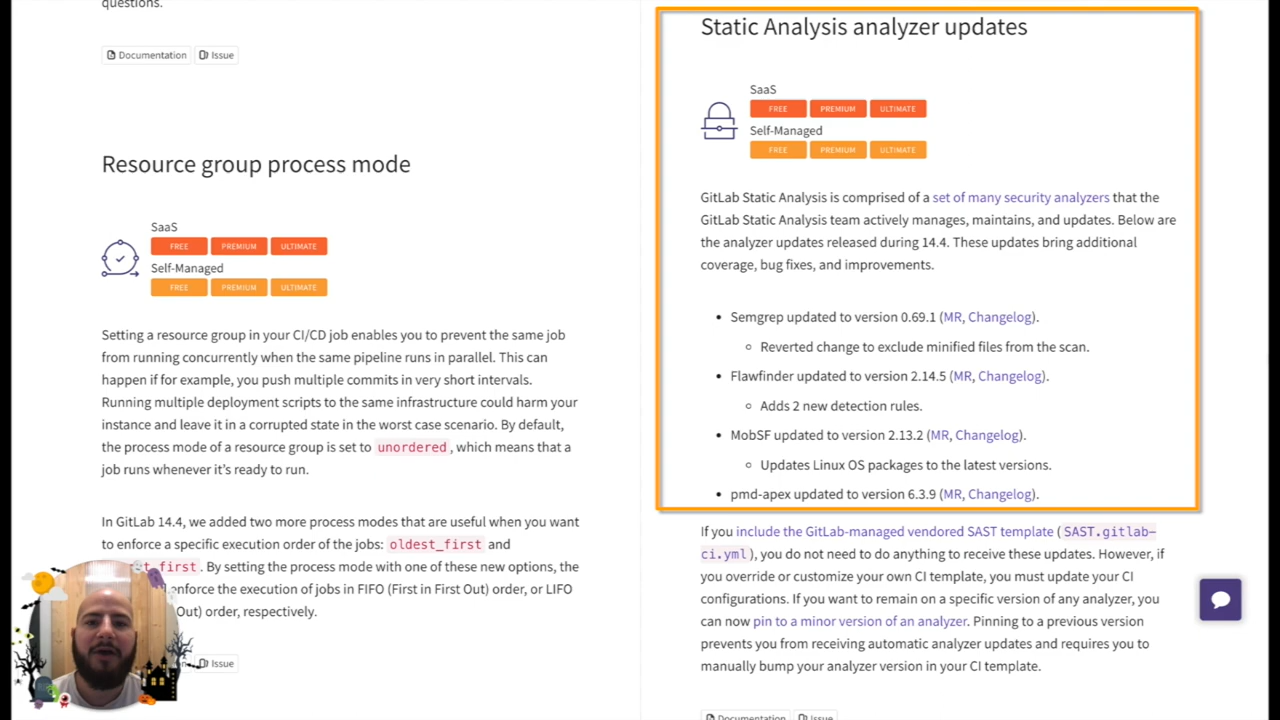 questions.
Documentation
Issue
Resource group process mode
SaaS
FREE PREMIUM ULTIMATE
Self-Managed
FREE PREMIUM ULTIMATE
Setting a resource group in your CI/CD job enables you to prevent the same job
from running concurrently when the same pipeline runs in parallel. This can
happen if for example, you push multiple commits in very short intervals.
Running multiple deployment scripts to the same infrastructure could harm your
instance and leave it in a corrupted state in the worst case scenario. By default,
the process mode of a resource group is set to unordered, which means that a
job runs whenever it's ready to run.
In GitLab 14.4, we added two more process modes that are useful when you want
to enforce a specific execution order of the jobs: oldest_first and
t_first. By setting the process mode with one of these new options, the
enforce the execution of jobs in FIFO (First in First Out) order, or LIFO
Out) order, respectively.
Issue
Static Analysis analyzer updates
SaaS
FREE PREMIUM ULTIMATE
Self-Managed
FREE PREMIUM ULTIMATE
GitLab Static Analysis is comprised of a set of many security analyzers that the
GitLab Static Analysis team actively manages, maintains, and updates. Below are
the analyzer updates released during 14.4. These updates bring additional
coverage, bug fixes, and improvements.
• Semgrep updated to version 0.69.1 (MR, Changelog).
◦ Reverted change to exclude minified files from the scan.
• Flawfinder updated to version 2.14.5 (MR, Changelog).
◦ Adds 2 new detection rules.
• MobSF updated to version 2.13.2 (MR, Changelog).
◦ Updates Linux OS packages to the latest versions.
• pmd-apex updated to version 6.3.9 (MR, Changelog).
If you include the GitLab-managed vendored SAST template (SAST.gitlab-
ci.yml), you do not need to do anything to receive these updates. However, if
you override or customize your own CI template, you must update your CI
configurations. If you want to remain on a specific version of any analyzer, you
can now pin to a minor version of an analyzer. Pinning to a previous version
prevents you from receiving automatic analyzer updates and requires you to
manually bump your analyzer version in your CI template.
Documentation
Issue